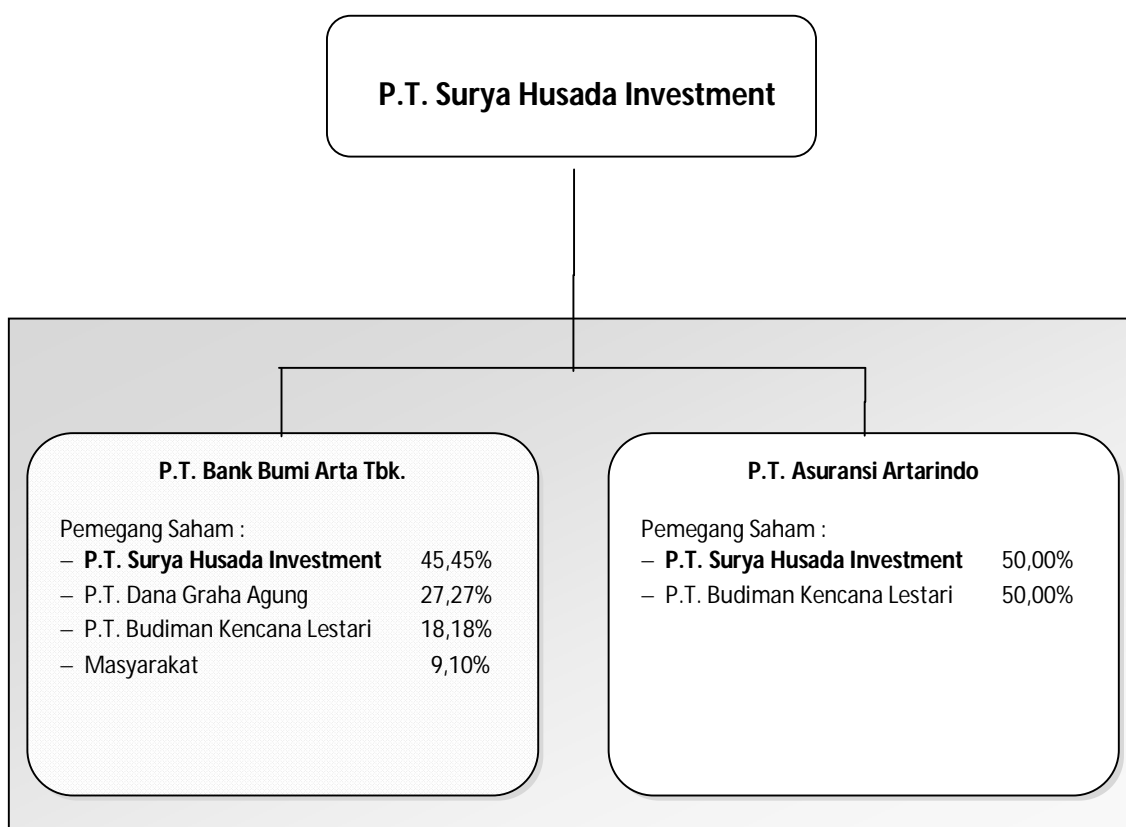 P.T. Surya Husada Investment
P.T. Bank Bumi Arta Tbk.
Pemegang Saham :
– P.T. Surya Husada Investment 45,45%
– P.T. Dana Graha Agung 27,27%
– P.T. Budiman Kencana Lestari 18,18%
– Masyarakat 9,10%
P.T. Asuransi Artarindo
Pemegang Saham :
– P.T. Surya Husada Investment 50,00%
– P.T. Budiman Kencana Lestari 50,00%